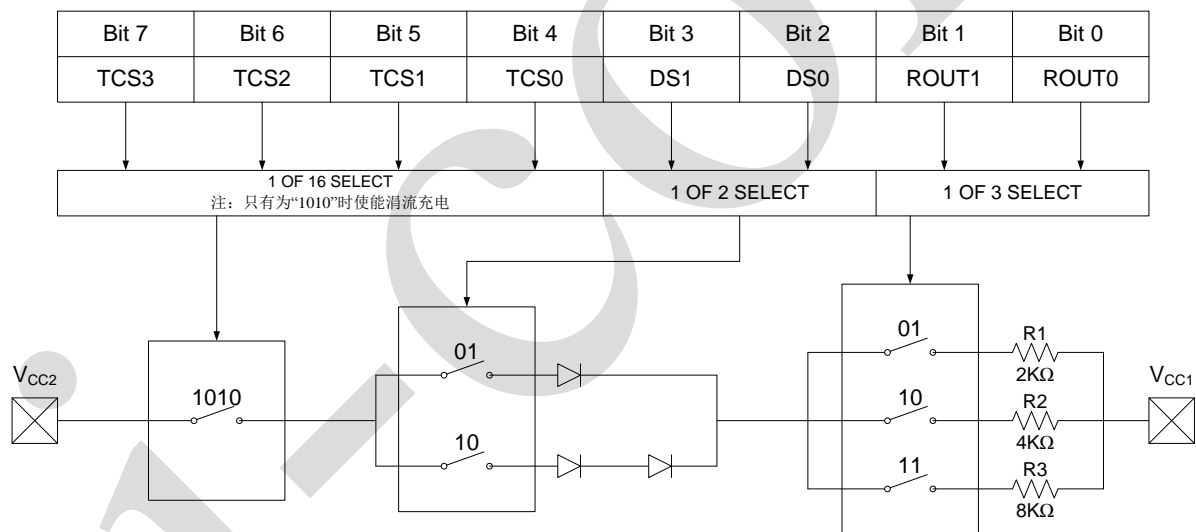 Bit 7 Bit 6 Bit 5 Bit 4 Bit 3 Bit 2 Bit 1 Bit 0
TCS3 TCS2 TCS1 TCS0 DS1 DS0 ROUT1 ROUT0
1 OF 16 SELECT
注：只有为“1010”时使能涓流充电
1 OF 2 SELECT
1 OF 3 SELECT
VCC2
1010
01
10
01
10
11
R1
2KΩ
R2
4KΩ
R3
8KΩ
VCC1